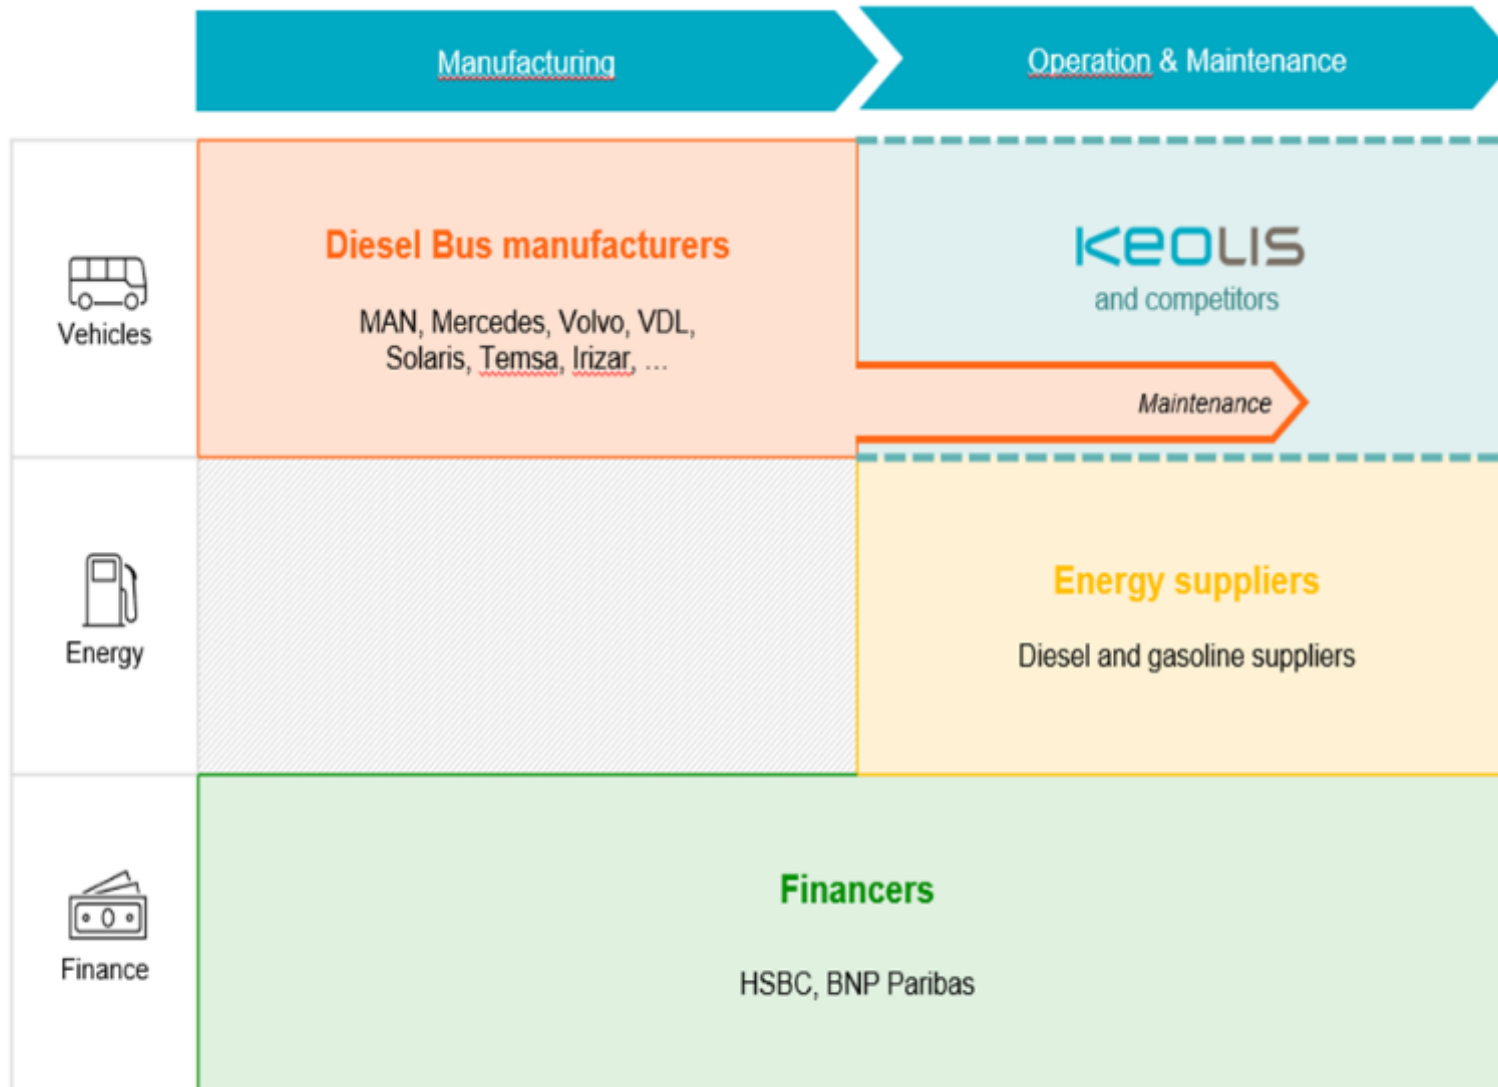 Manufacturing
Operation & Maintenance
Vehicles
Diesel Bus manufacturers
MAN, Mercedes, Volvo, VDL,
Solaris, Temsa, Irizar, ...
KEOLIS
and competitors
Maintenance
Energy
Energy suppliers
Diesel and gasoline suppliers
Finance
Financers
HSBC, BNP Paribas